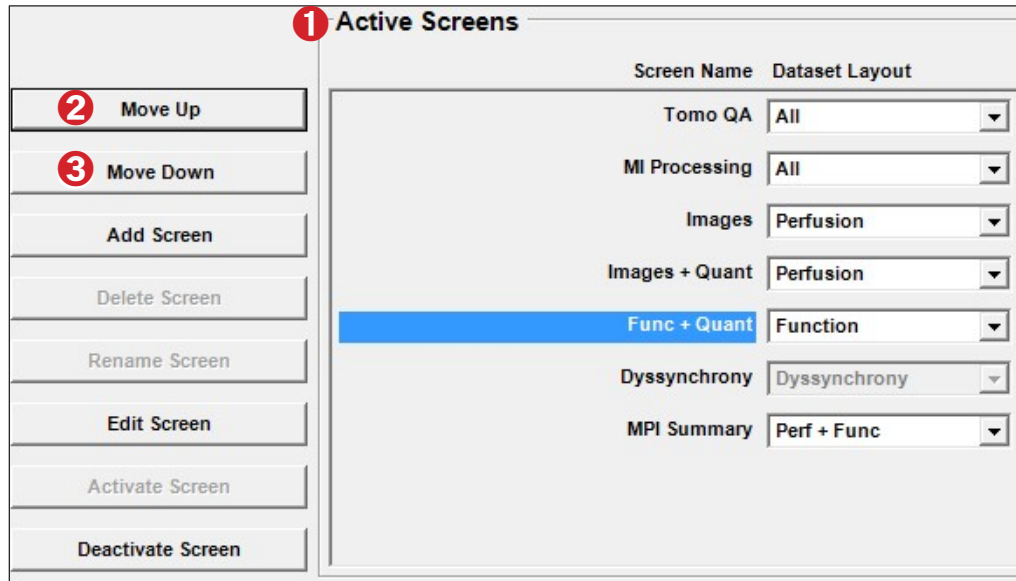 1 Active Screens
Screen Name Dataset Layout
2 Move Up
3 Move Down
Add Screen
Delete Screen
Rename Screen
Edit Screen
Activate Screen
Deactivate Screen
Tomo QA All
MI Processing All
Images Perfusion
Images + Quant Perfusion
Func + Quant Function
Dyssynchrony Dyssynchrony
MPI Summary Perf + Func